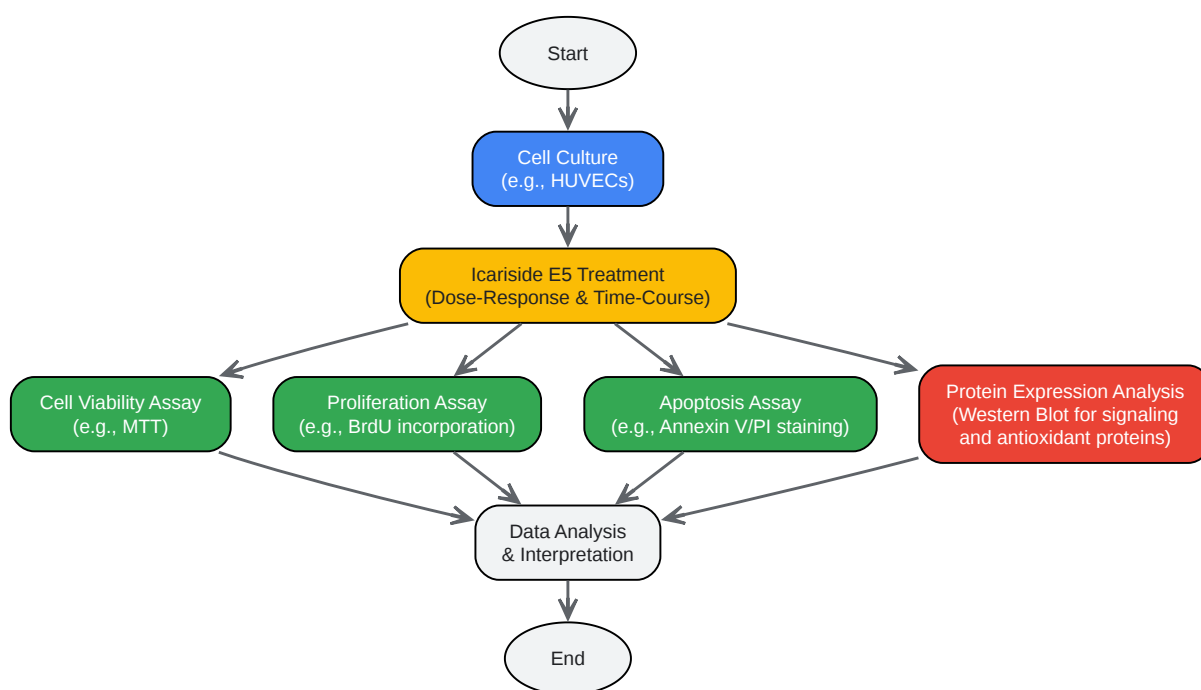 Start
Cell Culture
(e.g., HUVECs)
Icariside E5 Treatment
(Dose-Response & Time-Course)
Cell Viability Assay
(e.g., MTT)
Proliferation Assay
(e.g., BrdU incorporation)
Apoptosis Assay
(e.g., Annexin V/PI staining)
Protein Expression Analysis
(Western Blot for signaling
and antioxidant proteins)
Data Analysis
& Interpretation
End